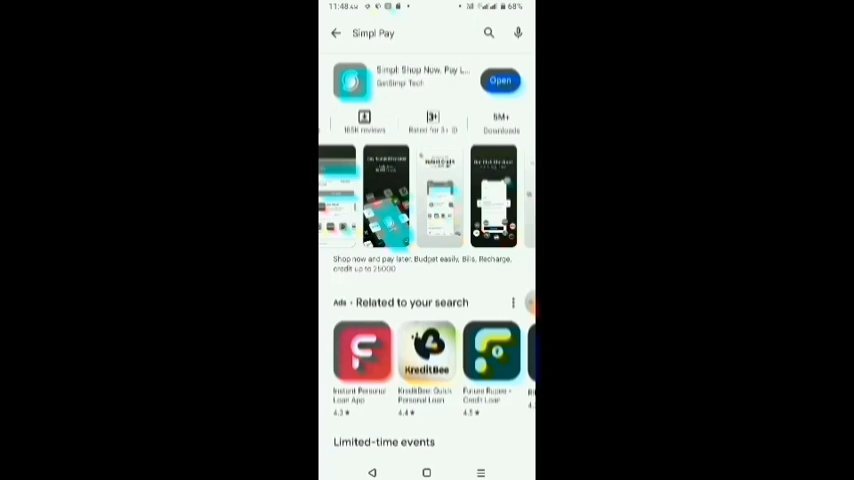 11:48 AM
68%
Simpl Pay
Simpl: Shop Now, Pay L...
GetSimpl Tech
Open
165K reviews
3+
Rated for 3+
5M+
Downloads
Shop now and pay later. Budget easily, Bills, Recharge,
credit up to 25000
Ads • Related to your search
KreditBee
Instant Personal
Loan App
4.3 ★
KreditBee: Quick
Personal Loan
4.4 ★
Future Rupee -
Credit Loan
4.5 ★
Limited-time events